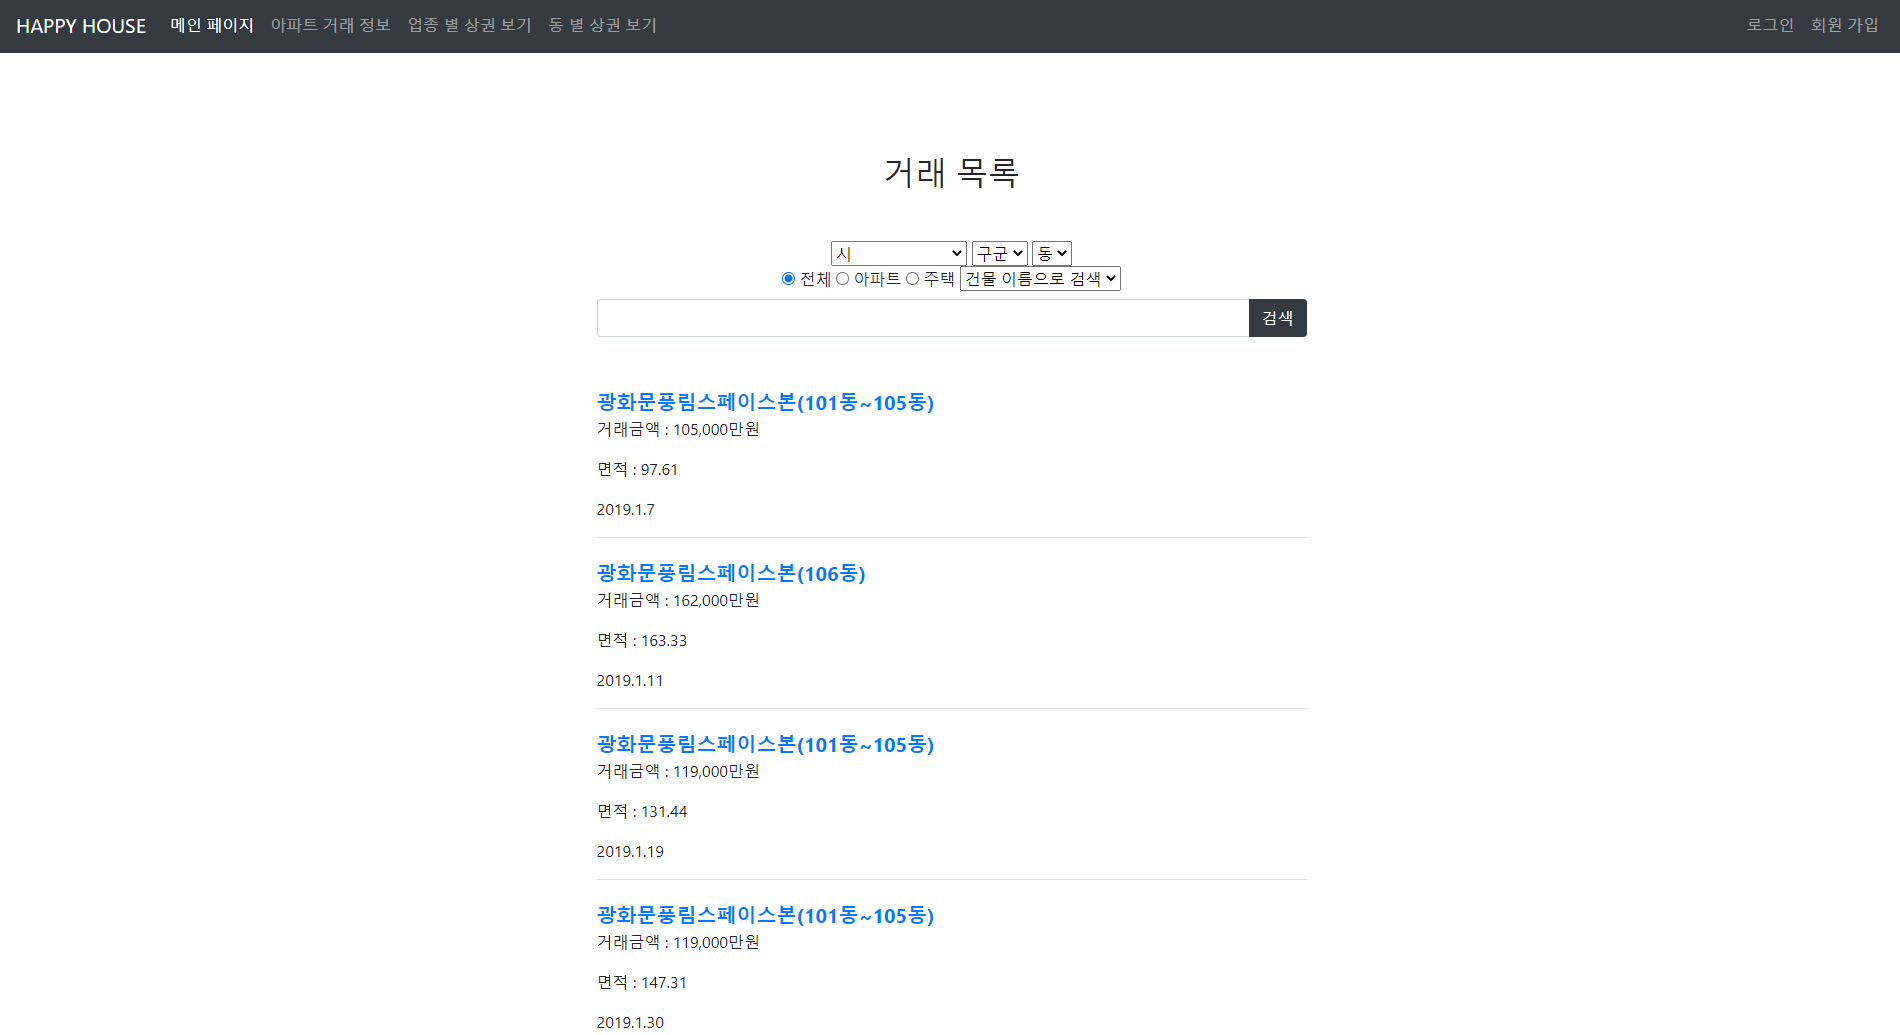 HAPPY HOUSE 메인 페이지 아파트 거래 정보 업종 별 상권 보기 동 별 상권 보기 로그인 회원 가입
거래 목록
시 구군 동
전체 아파트 주택 건물 이름으로 검색
검색
광화문풍림스페이스본(101동~105동)
거래금액 : 105,000만원
면적 : 97.61
2019.1.7
광화문풍림스페이스본(106동)
거래금액 : 162,000만원
면적 : 163.33
2019.1.11
광화문풍림스페이스본(101동~105동)
거래금액 : 119,000만원
면적 : 131.44
2019.1.19
광화문풍림스페이스본(101동~105동)
거래금액 : 119,000만원
면적 : 147.31
2019.1.30